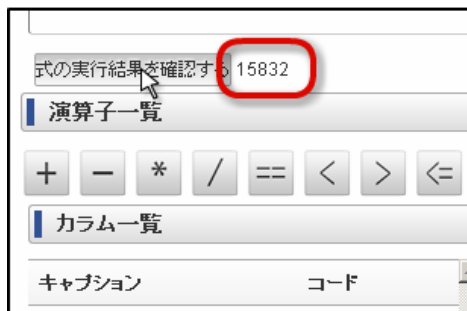 式の実行結果を確認する 15832
演算子一覧
+ − * / == < > <=
カラム一覧
キャプション コード